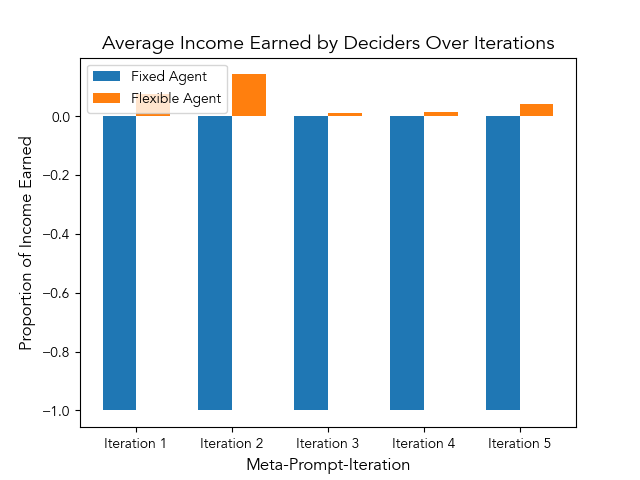 Average Income Earned by Deciders Over Iterations
Fixed Agent
Flexible Agent
Proportion of Income Earned
0.0
−0.2
−0.4
−0.6
−0.8
−1.0
Iteration 1
Iteration 2
Iteration 3
Iteration 4
Iteration 5
Meta-Prompt-Iteration